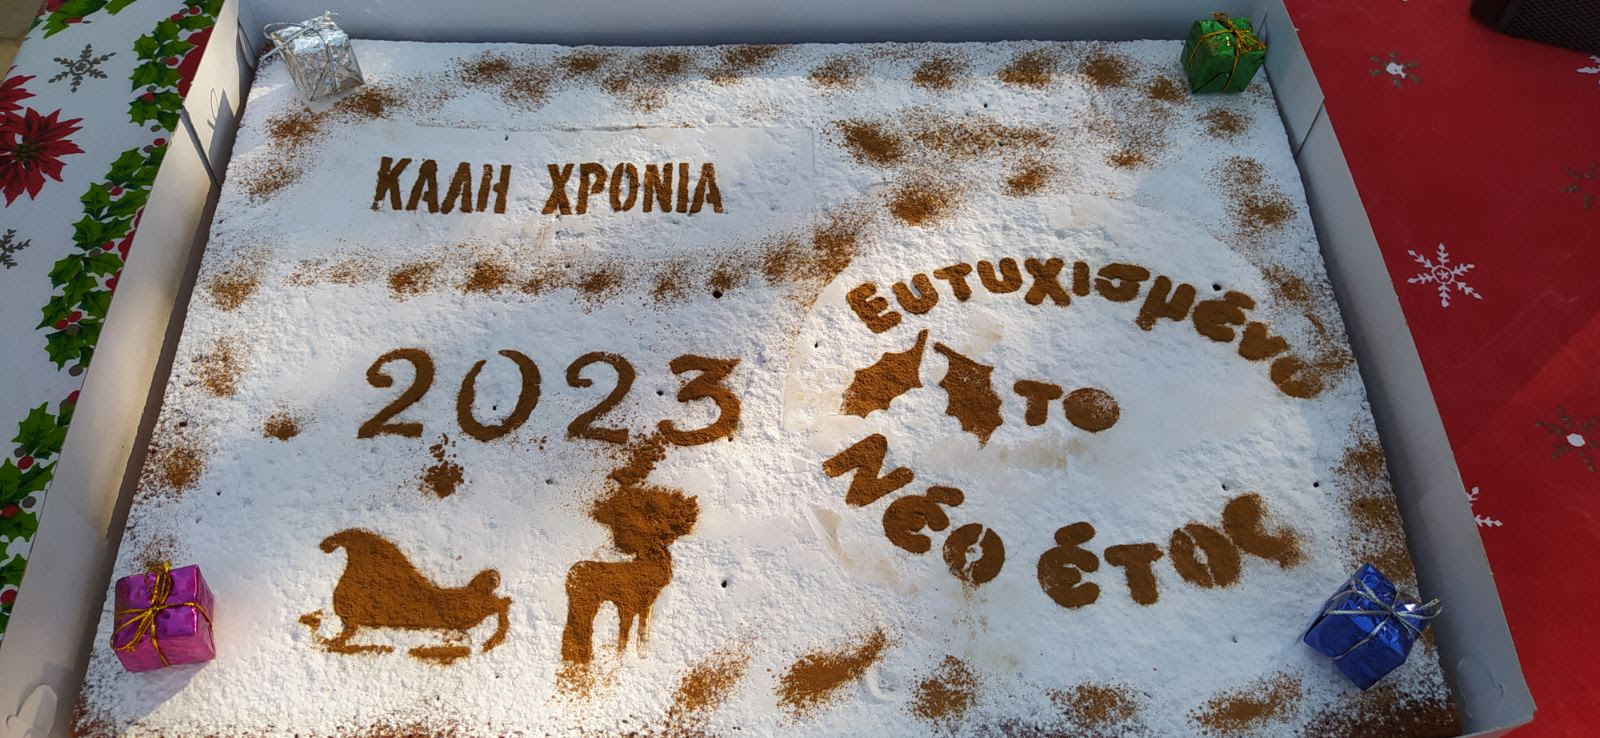 ΚΑΛΗ ΧΡΟΝΙΑ
2023
Ευτυχισμένο
το
Νέο έτος